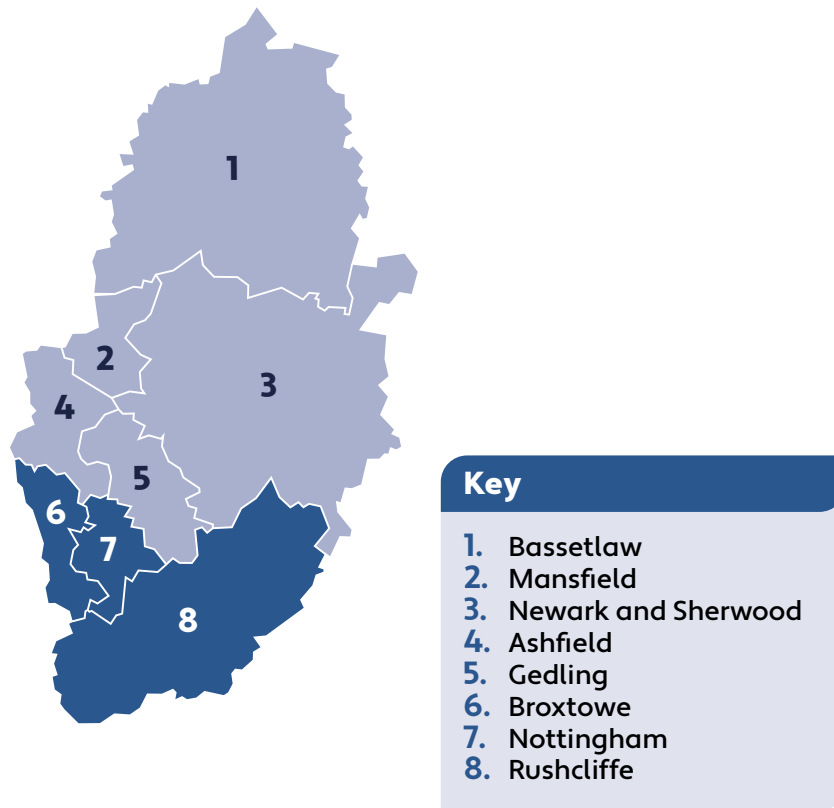 1
2
3
4
5
6
7
8
Key
1. Bassetlaw
2. Mansfield
3. Newark and Sherwood
4. Ashfield
5. Gedling
6. Broxtowe
7. Nottingham
8. Rushcliffe